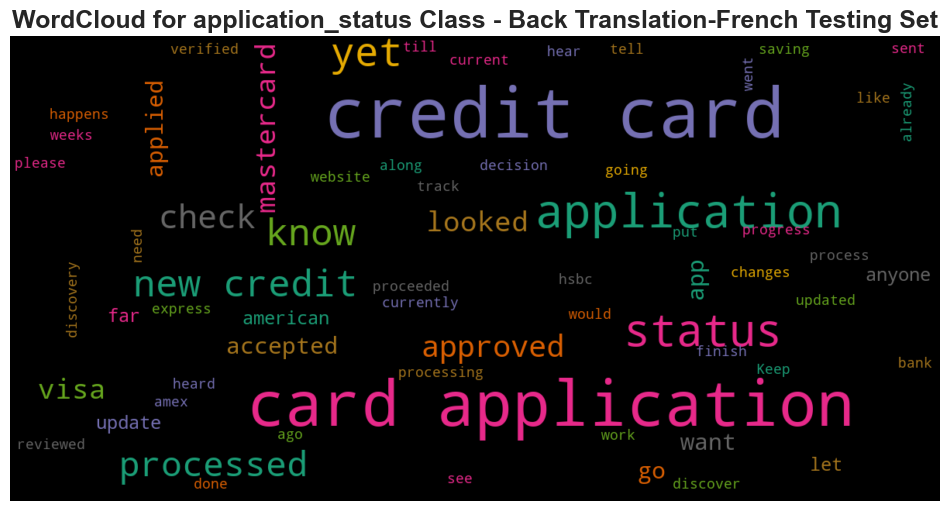 WordCloud for application_status Class - Back Translation-French Testing Set
verified
yet
till
current
hear
tell
saving
sent
went
happens
weeks
please
applied
mastercard
credit card
like
already
along
decision
going
website
track
check
know
looked
application
put
progress
need
discovery
new credit
proceeded
currently
hsbc
app
changes
process
anyone
updated
far
express
american
would
status
finish
accepted
approved
processing
Keep
bank
visa
heard
amex
update
card application
reviewed
ago
work
want
processed
done
see
go
discover
let